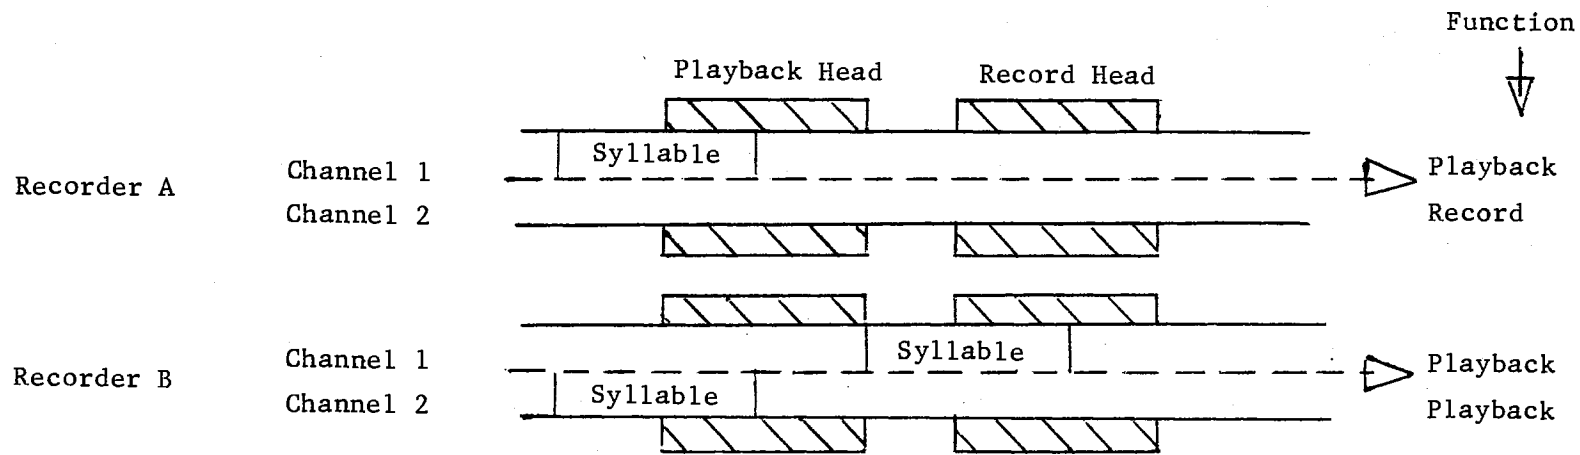 Function
Playback Head Record Head
Syllable
Channel 1 Playback
Recorder A
Channel 2 Record
Syllable
Channel 1 Playback
Recorder B
Syllable
Channel 2 Playback